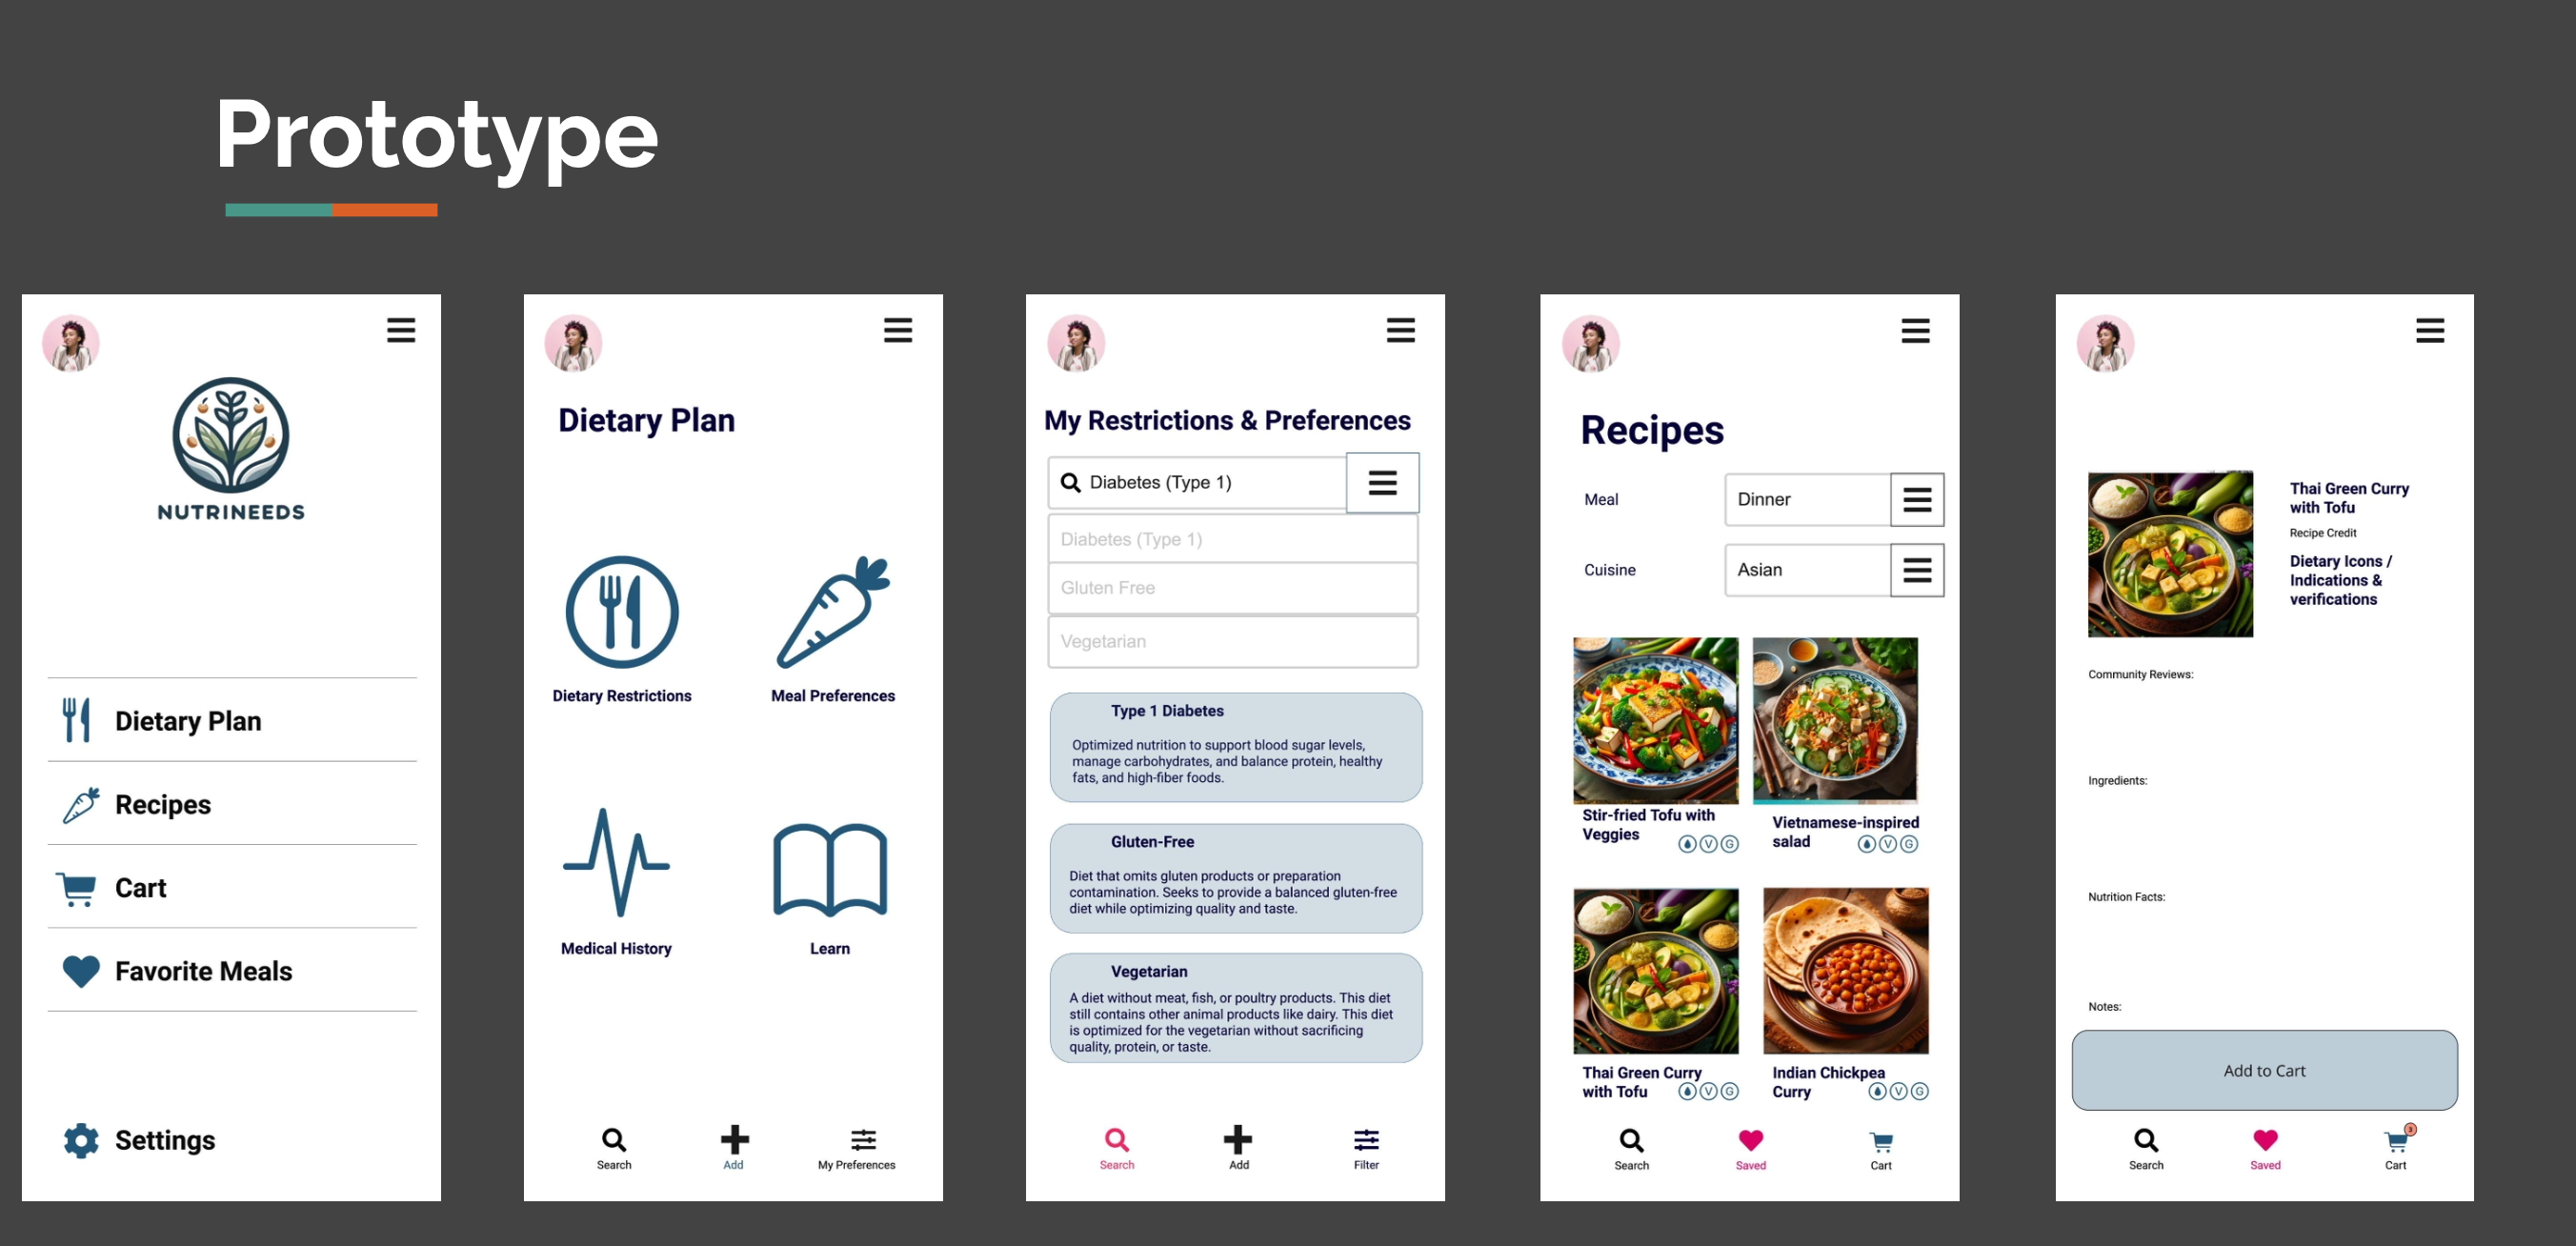 Prototype
NUTRINEEDS
Dietary Plan
Recipes
Cart
Favorite Meals
Settings
Dietary Plan
Dietary Restrictions
Meal Preferences
Medical History
Learn
Search
Add
My Preferences
My Restrictions & Preferences
Diabetes (Type 1)
Diabetes (Type 1)
Gluten Free
Vegetarian
Type 1 Diabetes
Optimized nutrition to support blood sugar levels,
manage carbohydrates, and balance protein, healthy
fats, and high-fiber foods.
Gluten-Free
Diet that omits gluten products or preparation
contamination. Seeks to provide a balanced gluten-free
diet while optimizing quality and taste.
Vegetarian
A diet without meat, fish, or poultry products. This diet
still contains other animal products like dairy. This diet
is optimized for the vegetarian without sacrificing
quality, protein, or taste.
Search
Add
Filter
Recipes
Meal
Dinner
Cuisine
Asian
Stir-fried Tofu with
Veggies
V G
Vietnamese-inspired
salad
V G
Thai Green Curry
with Tofu
V G
Indian Chickpea
Curry
V G
Search
Saved
Cart
Thai Green Curry
with Tofu
Recipe Credit
Dietary Icons /
Indications &
verifications
Community Reviews:
Ingredients:
Nutrition Facts:
Notes:
Add to Cart
Search
Saved
3
Cart